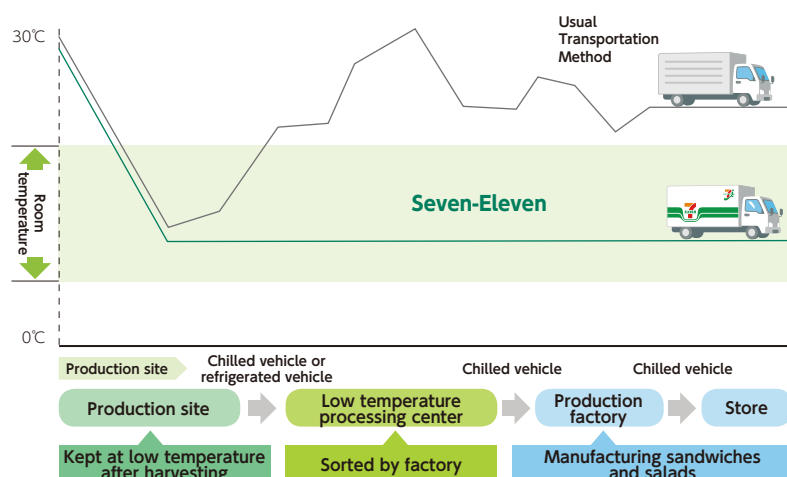 30℃
Usual
Transportation
Method
Room
temperature
Seven-Eleven
0℃
Production site
Chilled vehicle or
refrigerated vehicle
Chilled vehicle
Chilled vehicle
Production site
Low temperature
processing center
Production
factory
Store
Kept at low temperature
after harvesting
Sorted by factory
Manufacturing sandwiches
and salads